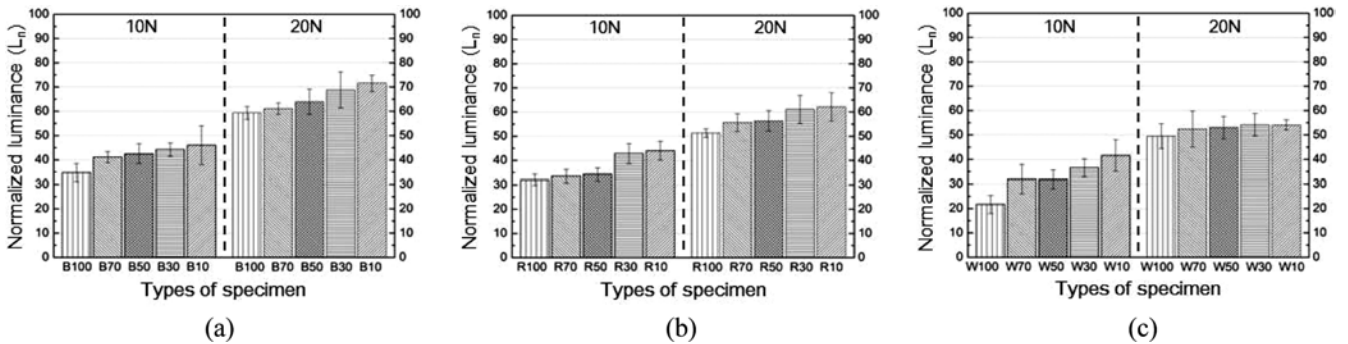 10N 20N
Normalized luminance (Lₙ)
100 100
90 90
80 80
70 70
60 60
50 50
40 40
30 30
20 20
10 10
0 0
B100 B70 B50 B30 B10 B100 B70 B50 B30 B10
Types of specimen
(a)
10N 20N
Normalized luminance (Lₙ)
100 100
90 90
80 80
70 70
60 60
50 50
40 40
30 30
20 20
10 10
0 0
R100 R70 R50 R30 R10 R100 R70 R50 R30 R10
Types of specimen
(b)
10N 20N
Normalized luminance (Lₙ)
100 100
90 90
80 80
70 70
60 60
50 50
40 40
30 30
20 20
10 10
0 0
W100 W70 W50 W30 W10 W100 W70 W50 W30 W10
Types of specimen
(c)